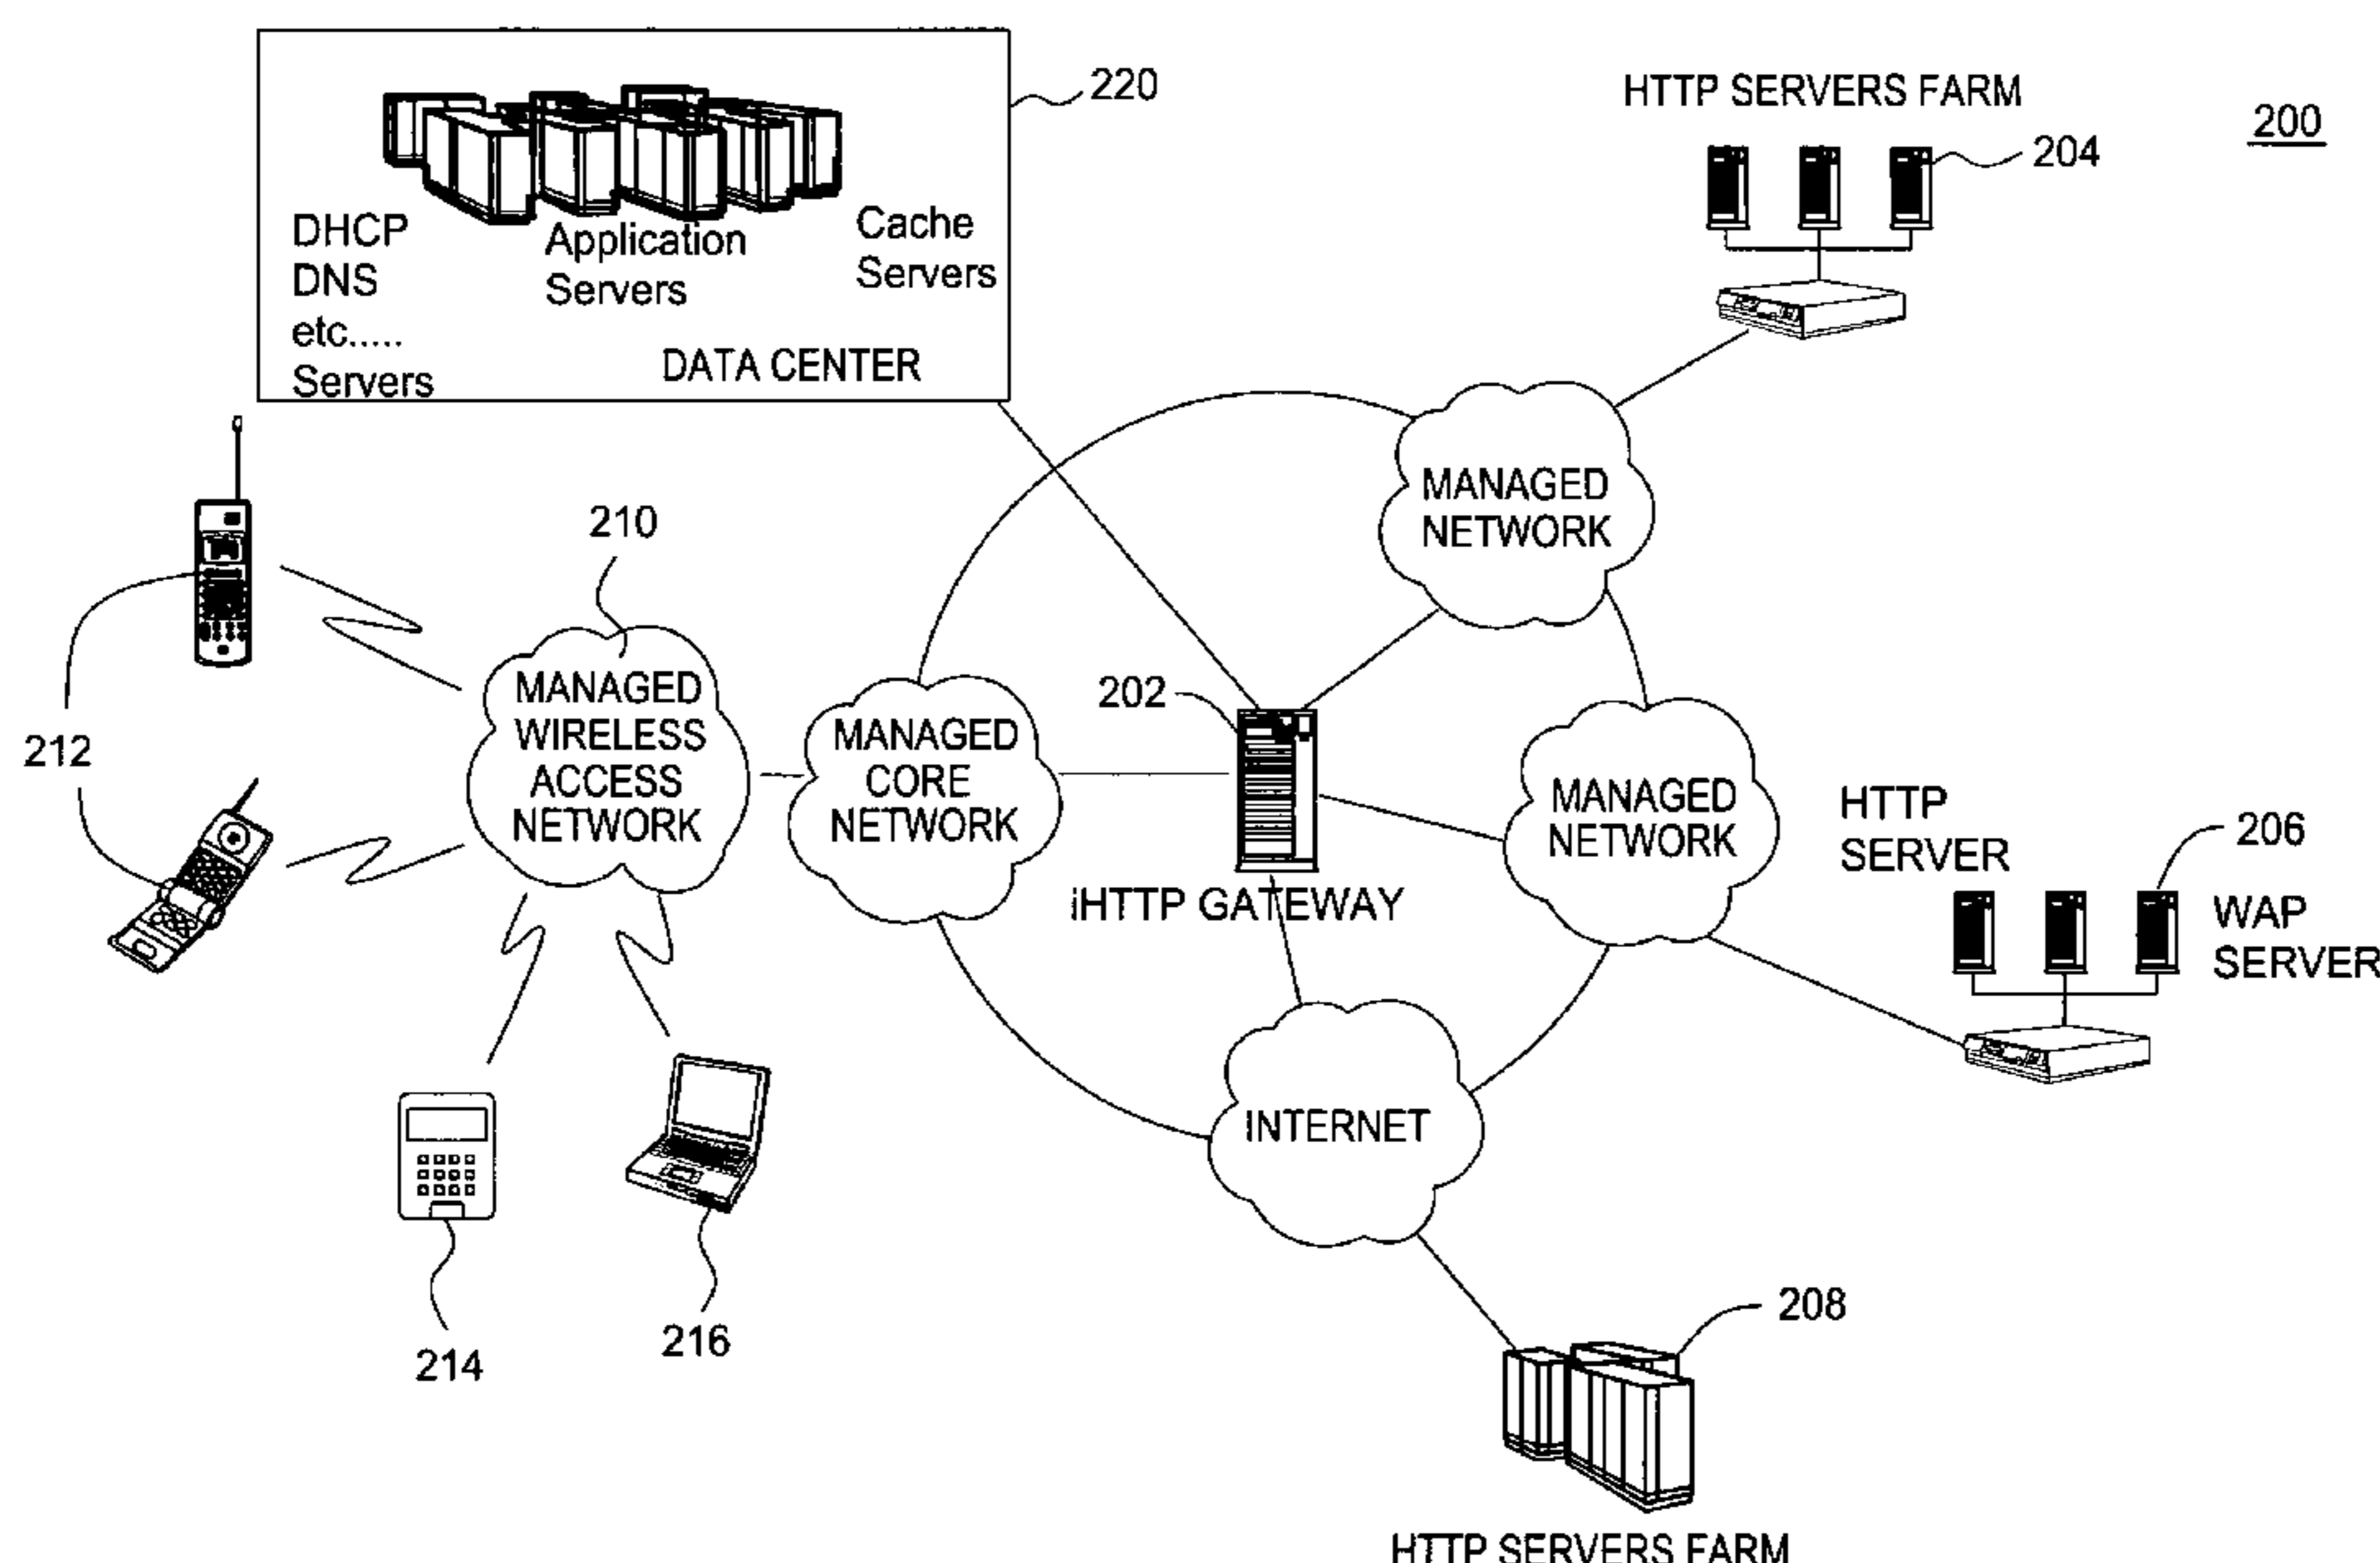 220
HTTP SERVERS FARM
200
204
DHCP
DNS
etc.....
Servers
Application
Servers
Cache
Servers
DATA CENTER
210
MANAGED
NETWORK
212
MANAGED
WIRELESS
ACCESS
NETWORK
MANAGED
CORE
NETWORK
202
iHTTP GATEWAY
MANAGED
NETWORK
HTTP
SERVER
206
WAP
SERVER
INTERNET
214
216
208
HTTP SERVERS FARM